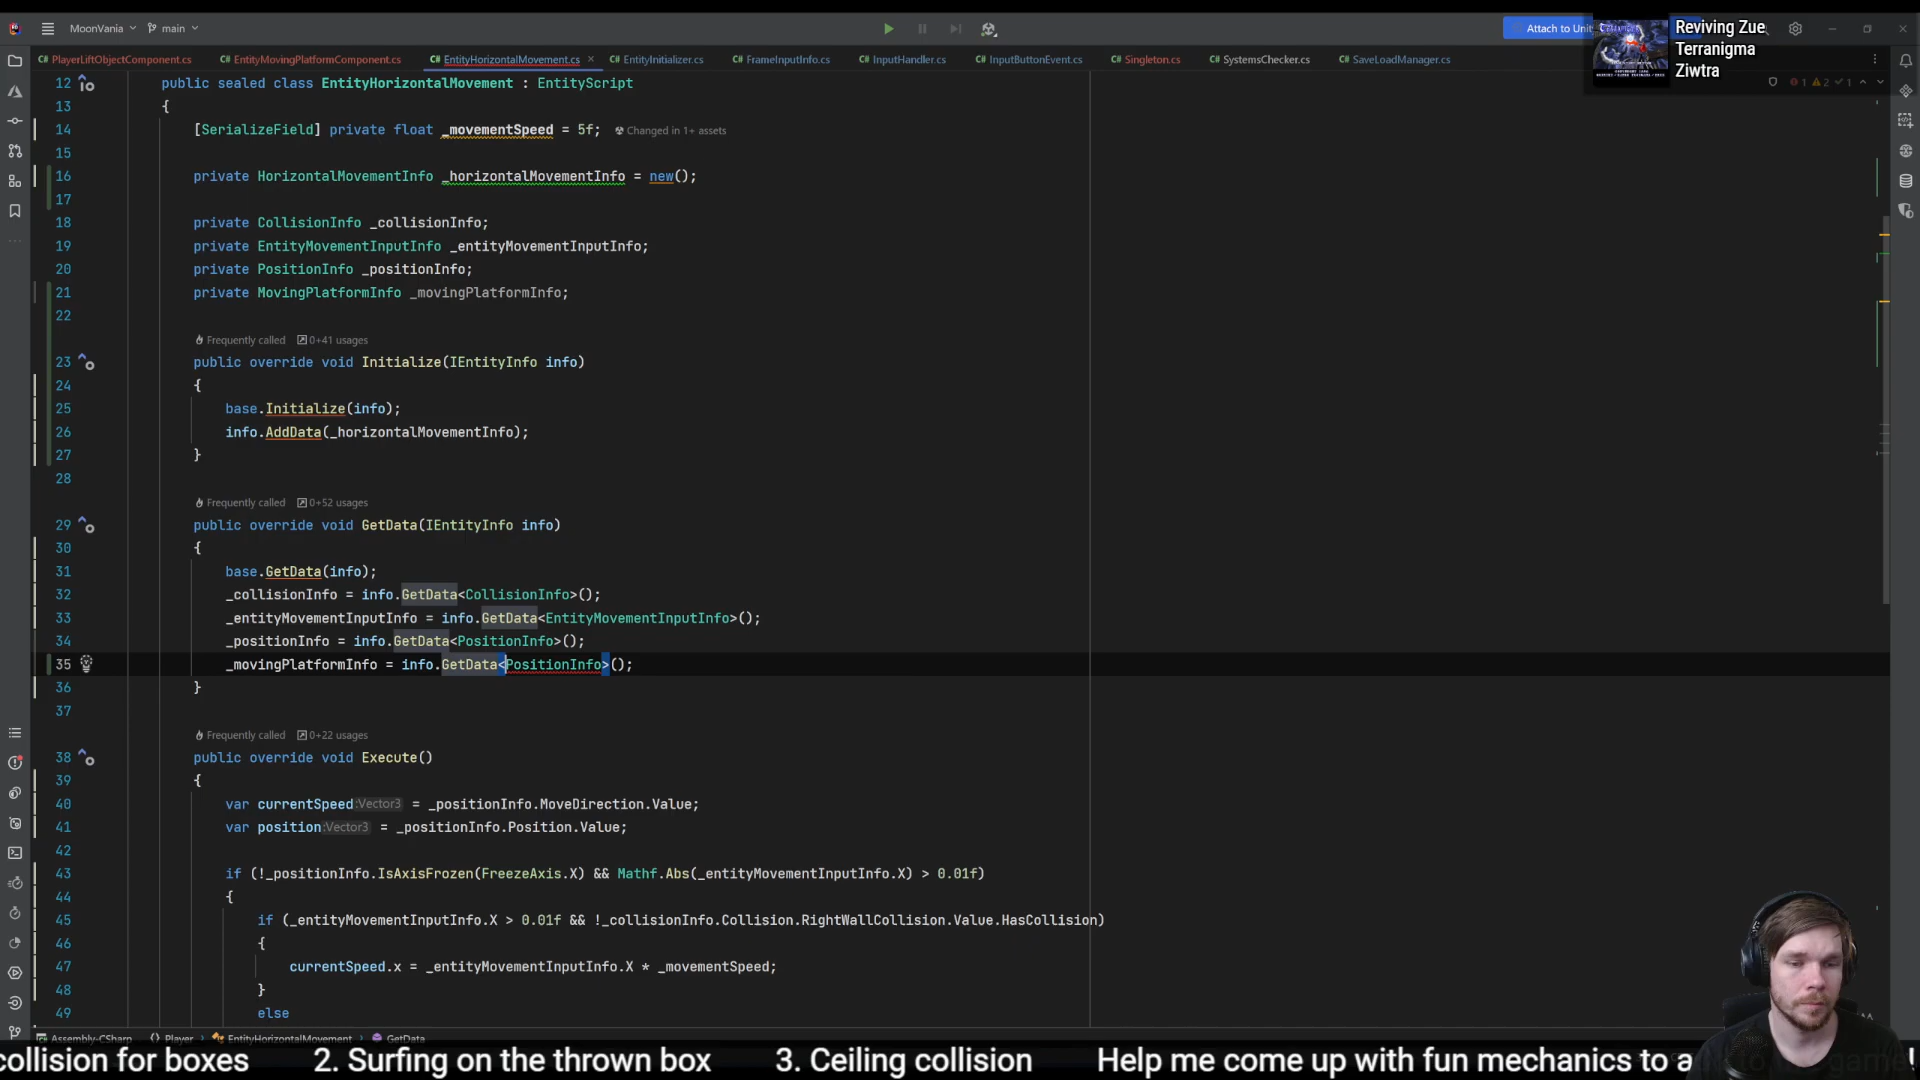 MoonVania
main
Attach to Unit
Reviving Zue
Terranigma
Ziwtra
PlayerLiftObjectComponent.cs
EntityMovingPlatformComponent.cs
EntityHorizontalMovement.cs
EntityInitializer.cs
FrameInputInfo.cs
InputHandler.cs
InputButtonEvent.cs
Singleton.cs
SystemsChecker.cs
SaveLoadManager.cs
1 2 1
12 public sealed class EntityHorizontalMovement : EntityScript
13 {
14 [SerializeField] private float _movementSpeed = 5f; Changed in 1+ assets
15
16 private HorizontalMovementInfo _horizontalMovementInfo = new();
17
18 private CollisionInfo _collisionInfo;
19 private EntityMovementInputInfo _entityMovementInputInfo;
20 private PositionInfo _positionInfo;
21 private MovingPlatformInfo _movingPlatformInfo;
22
Frequently called 0+41 usages
23 public override void Initialize(IEntityInfo info)
24 {
25 base.Initialize(info);
26 info.AddData(_horizontalMovementInfo);
27 }
28
Frequently called 0+52 usages
29 public override void GetData(IEntityInfo info)
30 {
31 base.GetData(info);
32 _collisionInfo = info.GetData<CollisionInfo>();
33 _entityMovementInputInfo = info.GetData<EntityMovementInputInfo>();
34 _positionInfo = info.GetData<PositionInfo>();
35 _movingPlatformInfo = info.GetData<PositionInfo>();
36 }
37
Frequently called 0+22 usages
38 public override void Execute()
39 {
40 var currentSpeed:Vector3 = _positionInfo.MoveDirection.Value;
41 var position:Vector3 = _positionInfo.Position.Value;
42
43 if (!_positionInfo.IsAxisFrozen(FreezeAxis.X) && Mathf.Abs(_entityMovementInputInfo.X) > 0.01f)
44 {
45 if (_entityMovementInputInfo.X > 0.01f && !_collisionInfo.Collision.RightWallCollision.Value.HasCollision)
46 {
47 currentSpeed.x = _entityMovementInputInfo.X * _movementSpeed;
48 }
49 else
Assembly-CSharp Player EntityHorizontalMovement GetData
collision for boxes 2. Surfing on the thrown box 3. Ceiling collision Help me come up with fun mechanics to a